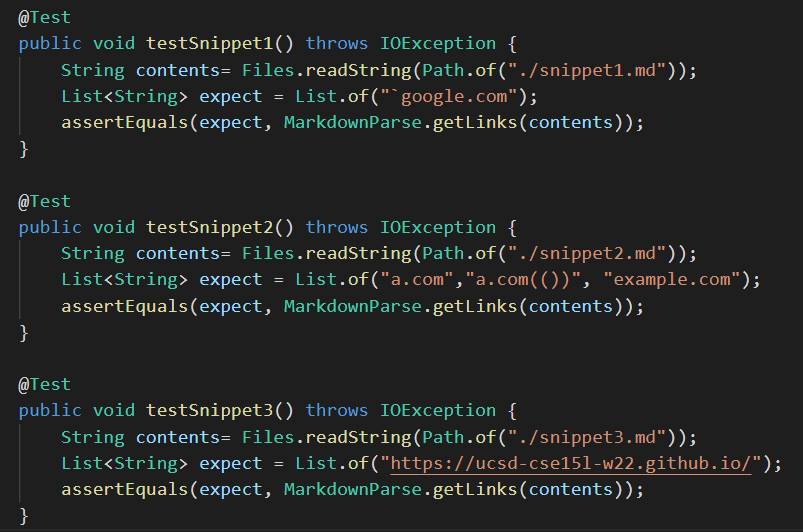 @Test
public void testSnippet1() throws IOException {
    String contents= Files.readString(Path.of("./snippet1.md"));
    List<String> expect = List.of("`google.com");
    assertEquals(expect, MarkdownParse.getLinks(contents));
}

@Test
public void testSnippet2() throws IOException {
    String contents= Files.readString(Path.of("./snippet2.md"));
    List<String> expect = List.of("a.com","a.com(())", "example.com");
    assertEquals(expect, MarkdownParse.getLinks(contents));
}

@Test
public void testSnippet3() throws IOException {
    String contents= Files.readString(Path.of("./snippet3.md"));
    List<String> expect = List.of("https://ucsd-cse15l-w22.github.io/");
    assertEquals(expect, MarkdownParse.getLinks(contents));
}